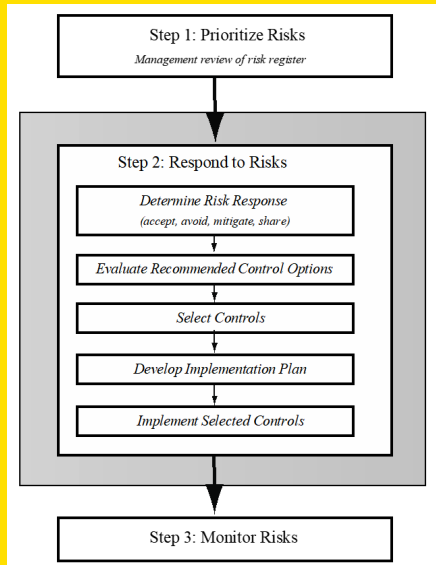 Step 1: Prioritize Risks
Management review of risk register
Step 2: Respond to Risks
Determine Risk Response
(accept, avoid, mitigate, share)
Evaluate Recommended Control Options
Select Controls
Develop Implementation Plan
Implement Selected Controls
Step 3: Monitor Risks